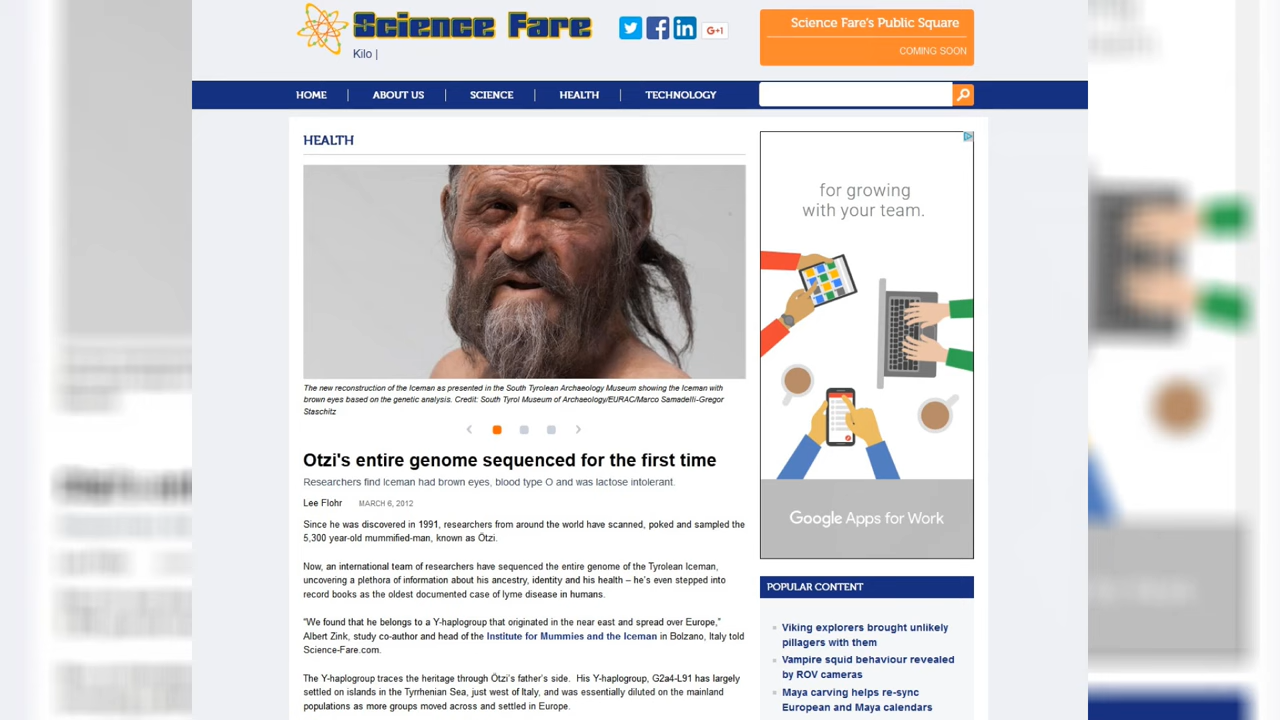 Science Fare
Kilo |
G+1
Science Fare's Public Square
COMING SOON
HOME
ABOUT US
SCIENCE
HEALTH
TECHNOLOGY
HEALTH
The new reconstruction of the Iceman as presented in the South Tyrolean Archaeology Museum showing the Iceman with
brown eyes based on the genetic analysis. Credit: South Tyrol Museum of Archaeology/EURAC/Marco Samadelli-Gregor
Staschitz
Otzi's entire genome sequenced for the first time
Researchers find Iceman had brown eyes, blood type O and was lactose intolerant.
Lee Flohr MARCH 6, 2012
Since he was discovered in 1991, researchers from around the world have scanned, poked and sampled the
5,300 year-old mummified-man, known as Ötzi.
Now, an international team of researchers have sequenced the entire genome of the Tyrolean Iceman,
uncovering a plethora of information about his ancestry, identity and his health – he's even stepped into
record books as the oldest documented case of lyme disease in humans.
"We found that he belongs to a Y-haplogroup that originated in the near east and spread over Europe,"
Albert Zink, study co-author and head of the Institute for Mummies and the Iceman in Bolzano, Italy told
Science-Fare.com.
The Y-haplogroup traces the heritage through Ötzi's father's side. His Y-haplogroup, G2a4-L91 has largely
settled on islands in the Tyrrhenian Sea, just west of Italy, and was essentially diluted on the mainland
populations as more groups moved across and settled in Europe.
for growing
with your team.
Google Apps for Work
POPULAR CONTENT
Viking explorers brought unlikely
pillagers with them
Vampire squid behaviour revealed
by ROV cameras
Maya carving helps re-sync
European and Maya calendars